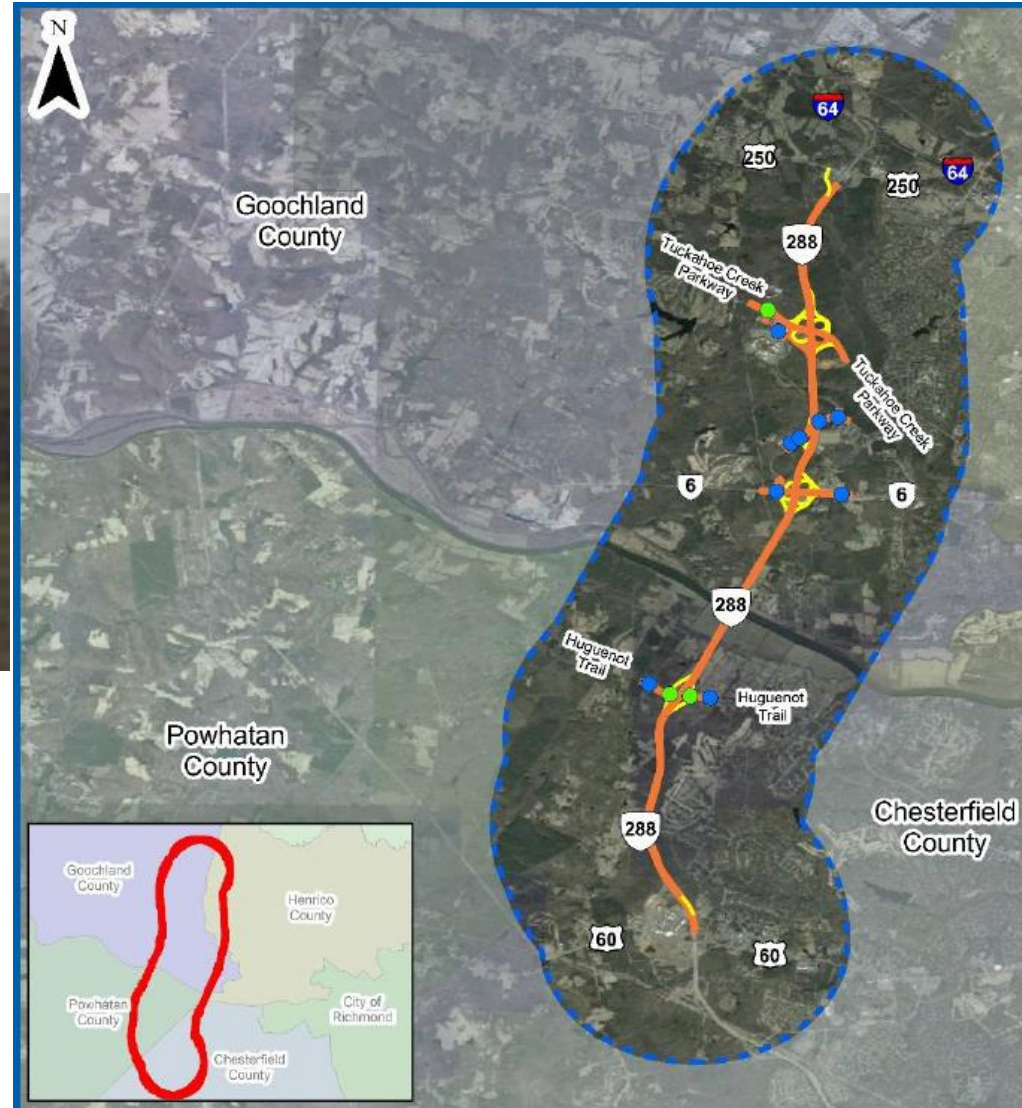 N
64
250
64
250
Goochland
County
288
Tuckahoe Creek
Parkway
Tuckahoe Creek
Parkway
6
6
288
Huguenot
Trail
Huguenot
Trail
Powhatan
County
Chesterfield
County
288
60
60
Goochland
County
Henrico
County
Powhatan
County
City of
Richmond
Chesterfield
County